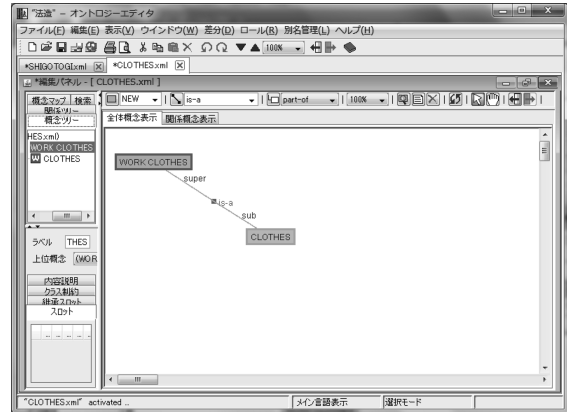 "法造" － オントロジーエディタ
ファイル(F) 編集(E) 表示(V) ウインドウ(W) 差分(D) ロール(R) 別名管理(L) ヘルプ(H)
100%
*SHIGOTOGI.xml *CLOTHES.xml
*編集パネル - [ CLOTHES.xml ]
概念マップ 検索 NEW is-a part-of 100%
関係ツリー
概念ツリー 全体概念表示 関係概念表示
HES.xml)
WORK CLOTHES
CLOTHES
WORK CLOTHES
super
is-a
sub
CLOTHES
ラベル THES
上位概念 (WOR
内容説明
クラス制約
継承スロット
スロット
"CLOTHES.xml" activated .. メイン言語表示 選択モード